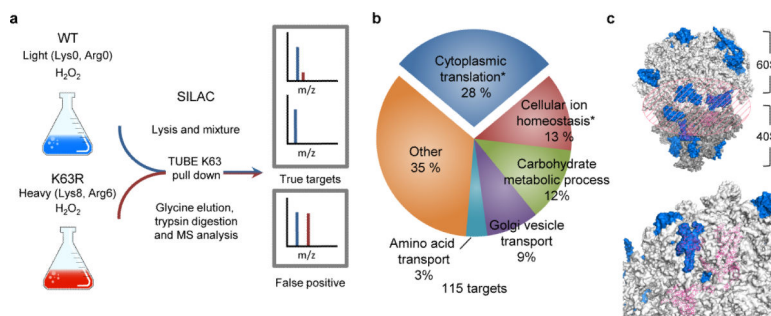 a
WT
Light (Lys0, Arg0)
H2O2
K63R
Heavy (Lys8, Arg6)
H2O2
SILAC
Lysis and mixture
TUBE K63
pull down
Glycine elution,
trypsin digestion
and MS analysis
m/z
m/z
True targets
m/z
False positive
b
Cytoplasmic
translation*
28 %
Cellular ion
homeostasis*
13 %
Carbohydrate
metabolic process
12%
Golgi vesicle
transport
9%
Amino acid
transport
3%
Other
35 %
115 targets
c
60S
40S